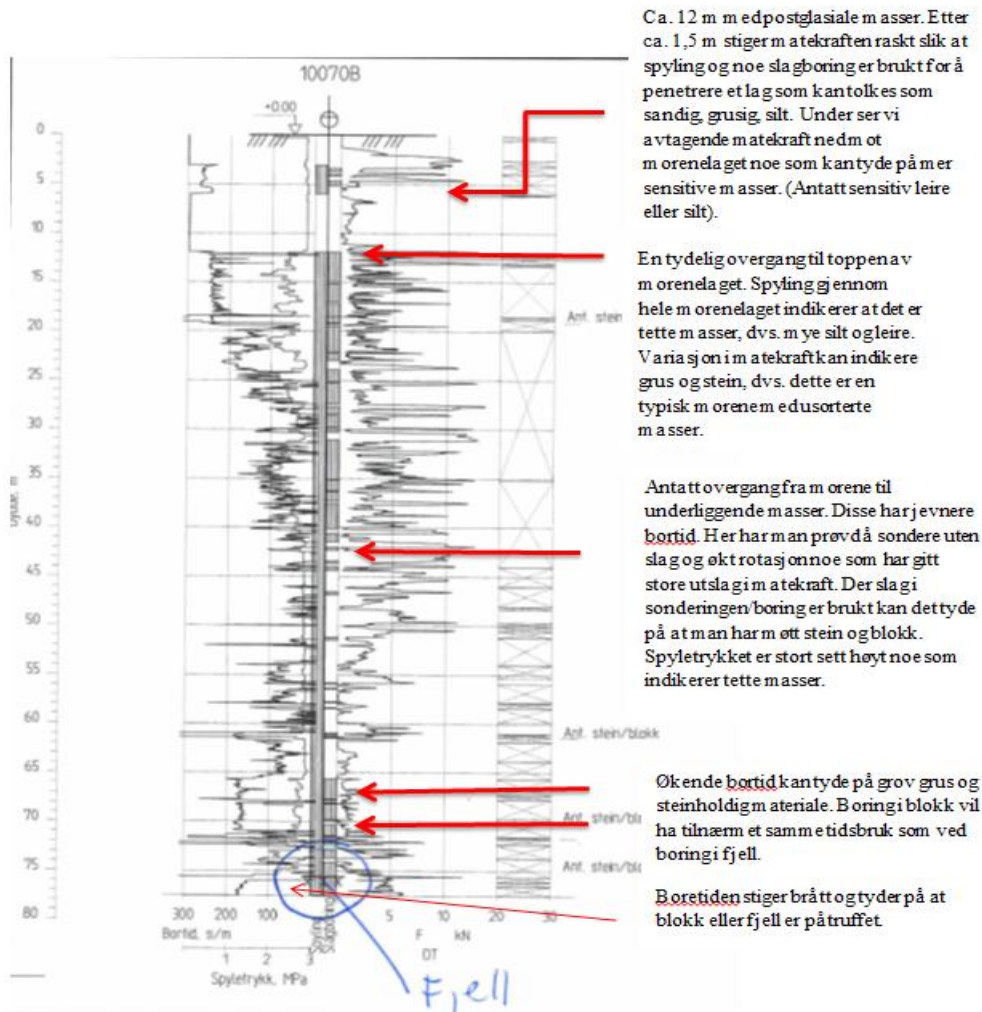 10070B
+0.00
0
5
10
15
20
25
30
35
40
45
50
55
60
65
70
75
80
Dybde, m
Ant. stein
Ant. stein/blokk
Ant. stein/blo
Ant. stein/blo
300 200 100
Bortid, s/m
1 2 3
Spyletrykk, MPa
Spyling
Slagboring
5 10 20 30
F kN
DT
Fjell
Ca. 12 m med postglasiale masser. Etter
ca. 1,5 m stiger matekraften raskt slik at
spyling og noe slagboring er brukt for å
penetrere et lag som kan tolkes som
sandig, grusig, silt. Under ser vi
avtagende matekraft ned mot
morenelaget noe som kan tyde på mer
sensitive masser. (Antatt sensitiv leire
eller silt).
En tydelig overgang til toppen av
morenelaget. Spyling gjennom
hele morenelaget indikerer at det er
tette masser, dvs. mye silt og leire.
Variasjon i matekraft kan indikere
grus og stein, dvs. dette er en
typisk morene med usorterte
masser.
Antatt overgang fra morene til
underliggende masser. Disse har jevnere
bortid. Her har man prøvd å sondere uten
slag og økt rotasjon noe som har gitt
store utslag i matekraft. Der slag i
sonderingen/boring er brukt kan det tyde
på at man har møtt stein og blokk.
Spyletrykket er stort sett høyt noe som
indikerer tette masser.
Økende bortid kan tyde på grov grus og
steinholdig materiale. Boring i blokk vil
ha tilnærmet samme tidsbruk som ved
boring i fjell.
Boretiden stiger brått og tyder på at
blokk eller fjell er påtruffet.